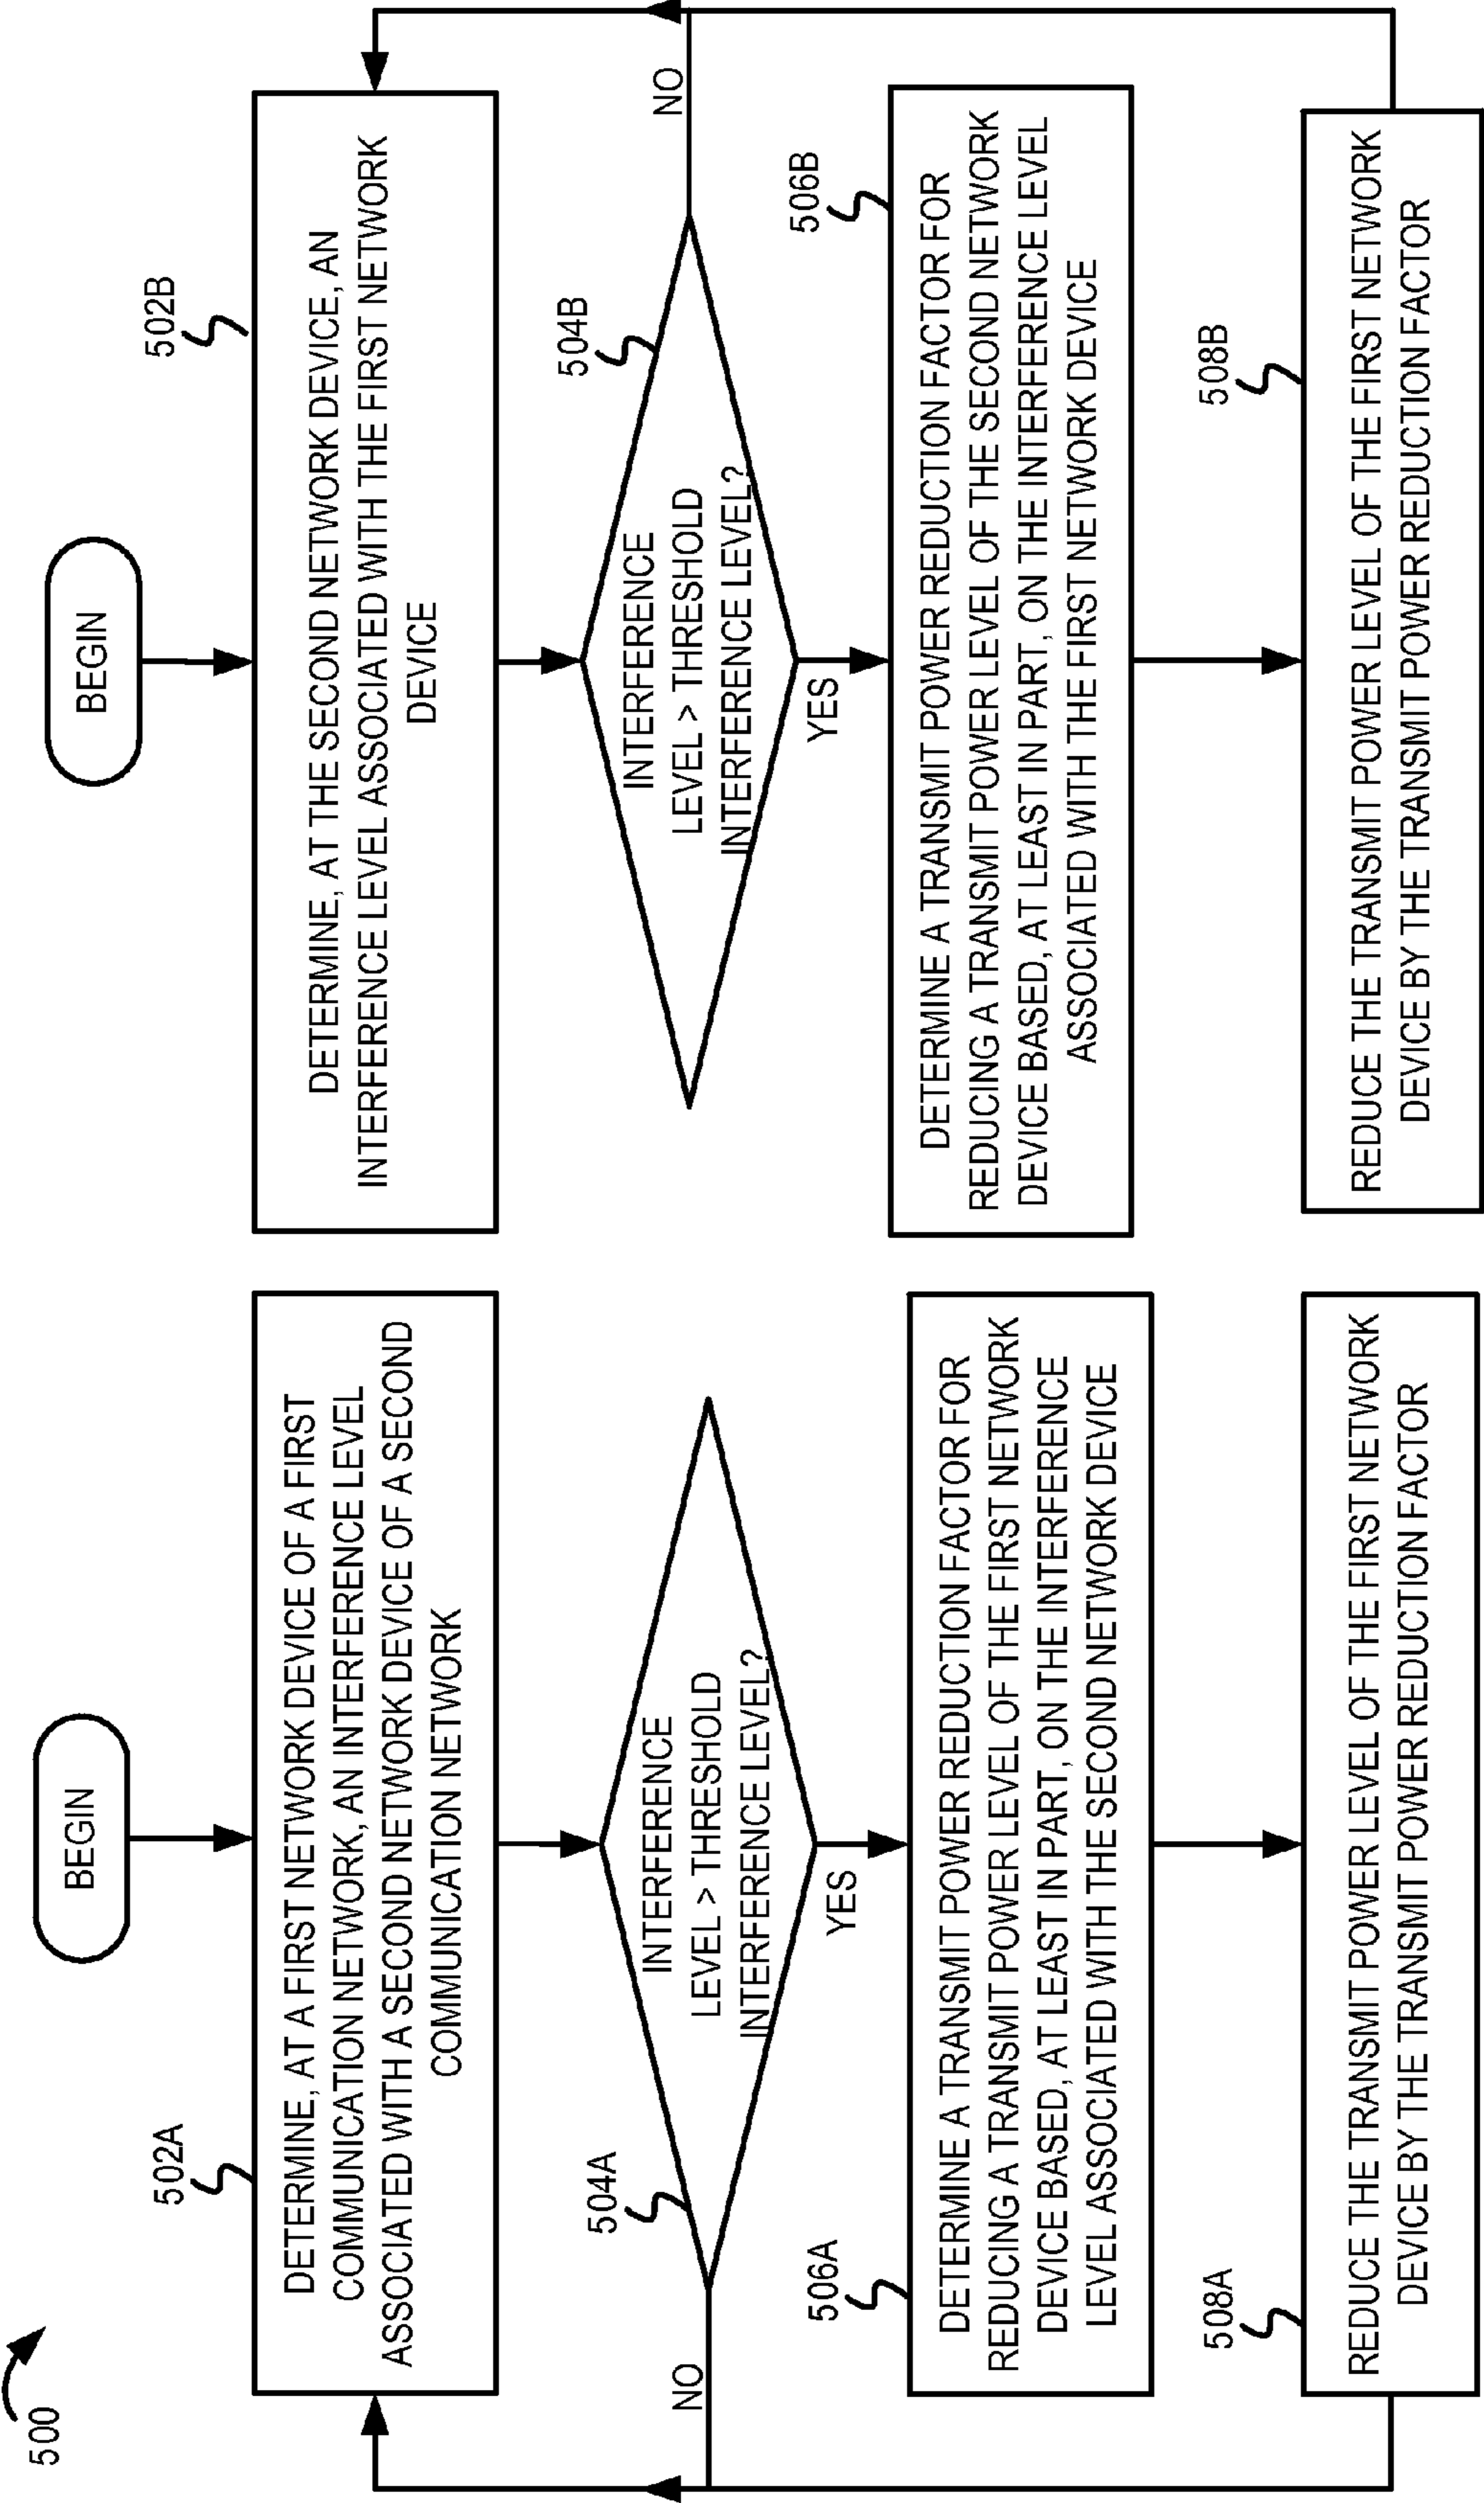 500
BEGIN
502A
DETERMINE, AT A FIRST NETWORK DEVICE OF A FIRST
COMMUNICATION NETWORK, AN INTERFERENCE LEVEL
ASSOCIATED WITH A SECOND NETWORK DEVICE OF A SECOND
COMMUNICATION NETWORK
504A
INTERFERENCE
LEVEL > THRESHOLD
INTERFERENCE LEVEL?
NO
YES
506A
DETERMINE A TRANSMIT POWER REDUCTION FACTOR FOR
REDUCING A TRANSMIT POWER LEVEL OF THE FIRST NETWORK
DEVICE BASED, AT LEAST IN PART, ON THE INTERFERENCE
LEVEL ASSOCIATED WITH THE SECOND NETWORK DEVICE
508A
REDUCE THE TRANSMIT POWER LEVEL OF THE FIRST NETWORK
DEVICE BY THE TRANSMIT POWER REDUCTION FACTOR
BEGIN
502B
DETERMINE, AT THE SECOND NETWORK DEVICE, AN
INTERFERENCE LEVEL ASSOCIATED WITH THE FIRST NETWORK
DEVICE
504B
INTERFERENCE
LEVEL > THRESHOLD
INTERFERENCE LEVEL?
NO
YES
506B
DETERMINE A TRANSMIT POWER REDUCTION FACTOR FOR
REDUCING A TRANSMIT POWER LEVEL OF THE SECOND NETWORK
DEVICE BASED, AT LEAST IN PART, ON THE INTERFERENCE LEVEL
ASSOCIATED WITH THE FIRST NETWORK DEVICE
508B
REDUCE THE TRANSMIT POWER LEVEL OF THE FIRST NETWORK
DEVICE BY THE TRANSMIT POWER REDUCTION FACTOR